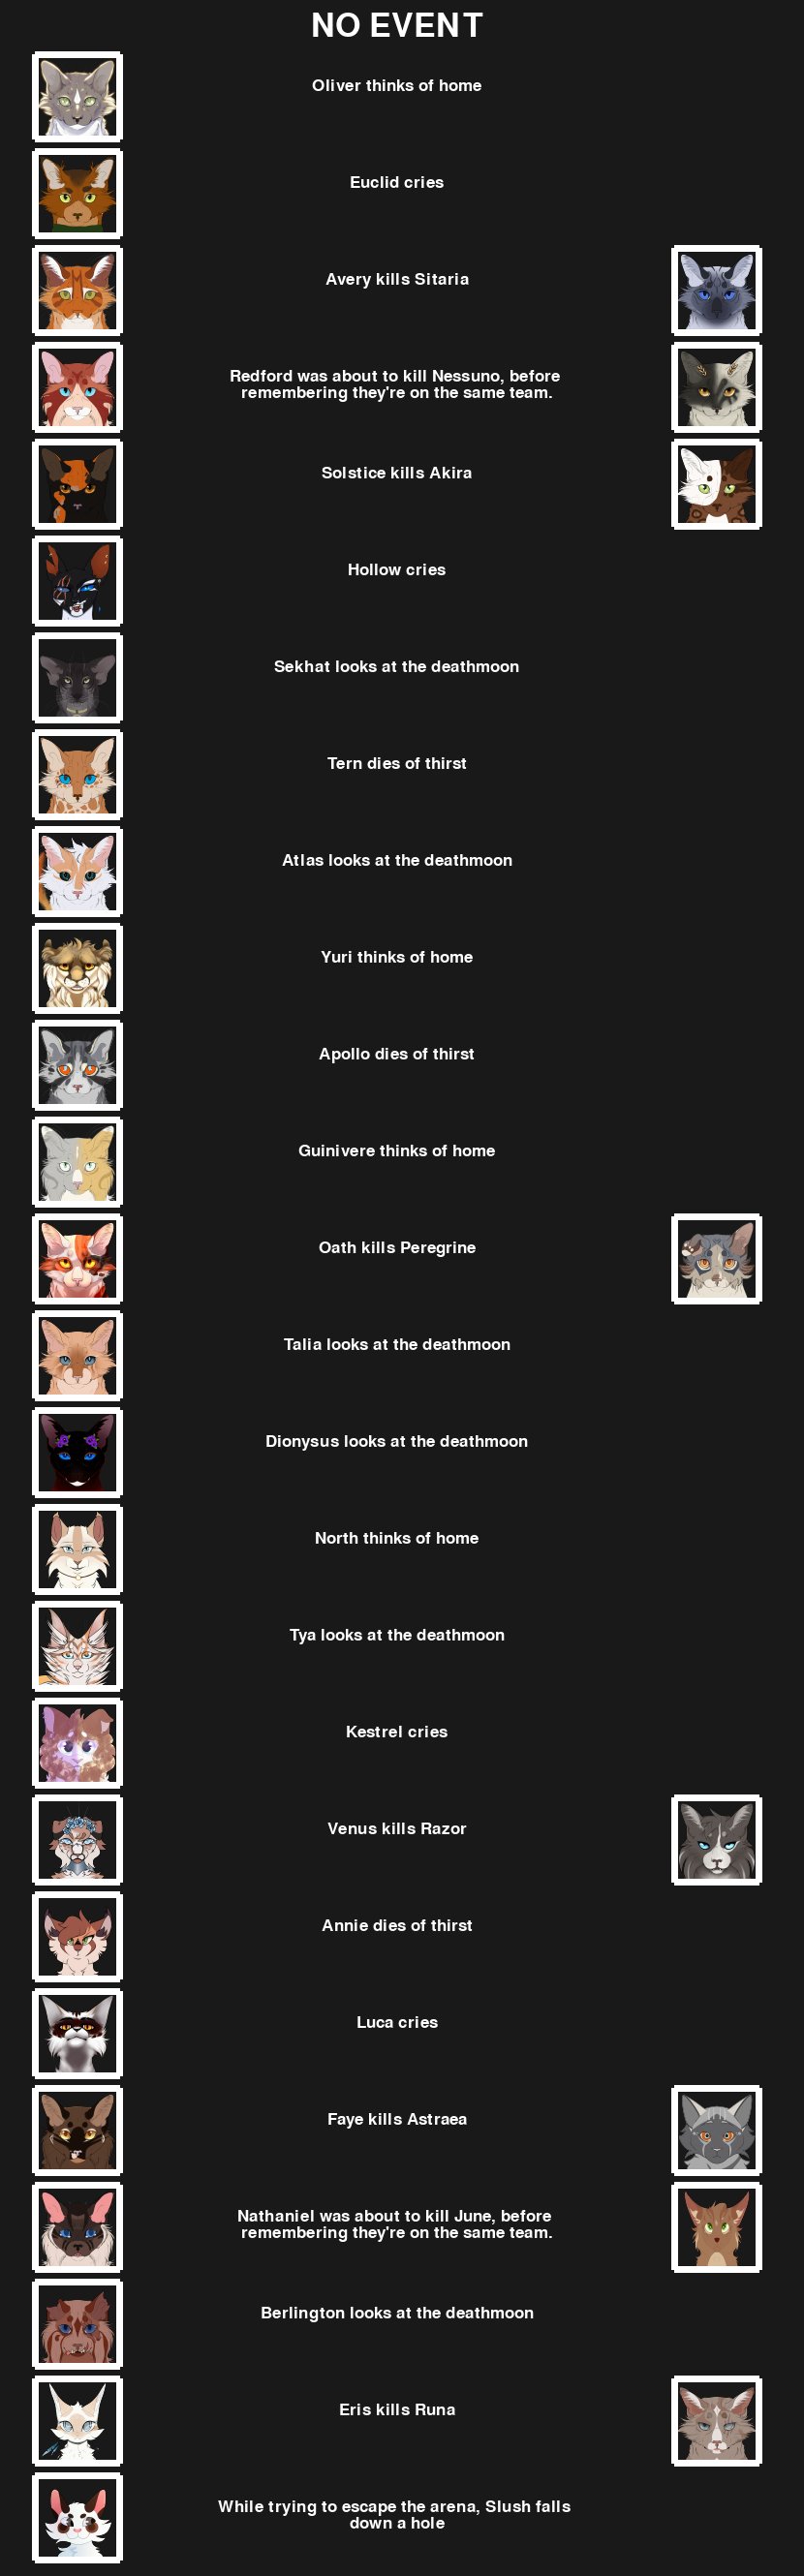 NO EVENT
Oliver thinks of home
Euclid cries
Avery kills Sitaria
Redford was about to kill Nessuno, before
remembering they're on the same team.
Solstice kills Akira
Hollow cries
Sekhat looks at the deathmoon
Tern dies of thirst
Atlas looks at the deathmoon
Yuri thinks of home
Apollo dies of thirst
Guinivere thinks of home
Oath kills Peregrine
Talia looks at the deathmoon
Dionysus looks at the deathmoon
North thinks of home
Tya looks at the deathmoon
Kestrel cries
Venus kills Razor
Annie dies of thirst
Luca cries
Faye kills Astraea
Nathaniel was about to kill June, before
remembering they're on the same team.
Berlington looks at the deathmoon
Eris kills Runa
While trying to escape the arena, Slush falls
down a hole